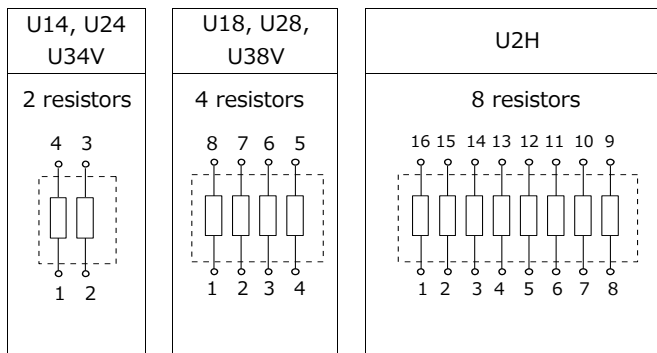 U14, U24
U34V
2 resistors
4 3
1 2
U18, U28,
U38V
4 resistors
8 7 6 5
1 2 3 4
U2H
8 resistors
16 15 14 13 12 11 10 9
1 2 3 4 5 6 7 8